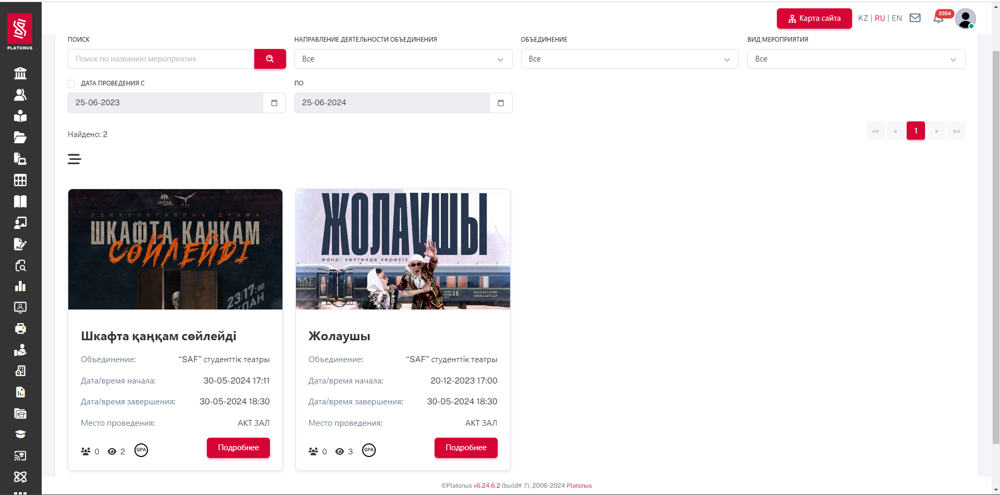 PLATONUS
Карта сайта
KZ | RU | EN
3354
ПОИСК
НАПРАВЛЕНИЕ ДЕЯТЕЛЬНОСТИ ОБЪЕДИНЕНИЯ
ОБЪЕДИНЕНИЕ
ВИД МЕРОПРИЯТИЯ
Поиск по названию мероприятия
Все
Все
Все
ДАТА ПРОВЕДЕНИЯ С
ПО
25-06-2023
25-06-2024
Найдено: 2
«« « 1 » »»
JASTAR
ПСИХОЛОГИЯЛЫҚ ДРАМА
ШКАФТА ҚАҢҚАМ
СӨЙЛЕЙДІ
23|17:00
ЖОЛАУШЫ
жанр: келгенде көресіз
SAF
THEATRE
1$
20.12.23 | 17:00
ҮЛКЕН АКТ ЗАЛ
Шкафта қаңқам сөйлейді
Объединение: “SAF” студенттік театры
Дата/время начала: 30-05-2024 17:11
Дата/время завершения: 30-05-2024 18:30
Место проведения: АКТ ЗАЛ
0 2 GPA Подробнее
Жолаушы
Объединение: “SAF” студенттік театры
Дата/время начала: 20-12-2023 17:00
Дата/время завершения: 30-05-2024 18:30
Место проведения: АКТ ЗАЛ
0 3 GPA Подробнее
©Platonus v6.24.6.2 (build# 7), 2006-2024 Platonus